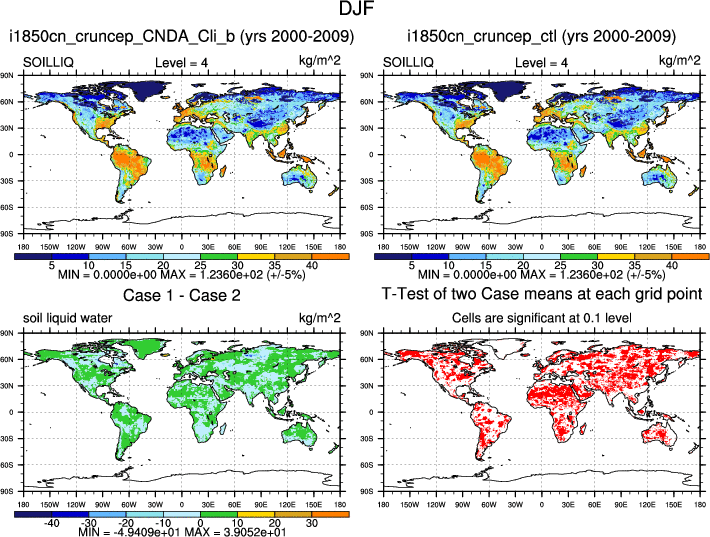 DJF
i1850cn_cruncep_CNDA_Cli_b (yrs 2000-2009)
SOILLIQ Level = 4 kg/m^2
90N
60N
30N
0
30S
60S
90S
180 150W 120W 90W 60W 30W 0 30E 60E 90E 120E 150E 180
5 10 15 20 25 30 35 40
MIN = 0.0000e+00 MAX = 1.2360e+02 (+/-5%)
i1850cn_cruncep_ctl (yrs 2000-2009)
SOILLIQ Level = 4 kg/m^2
90N
60N
30N
0
30S
60S
90S
180 150W 120W 90W 60W 30W 0 30E 60E 90E 120E 150E 180
5 10 15 20 25 30 35 40
MIN = 0.0000e+00 MAX = 1.2360e+02 (+/-5%)
Case 1 - Case 2
soil liquid water kg/m^2
90N
60N
30N
0
30S
60S
90S
180 150W 120W 90W 60W 30W 0 30E 60E 90E 120E 150E 180
-40 -30 -20 -10 0 10 20 30
MIN = -4.9409e+01 MAX = 3.9052e+01
T-Test of two Case means at each grid point
Cells are significant at 0.1 level
90N
60N
30N
0
30S
60S
90S
180 150W 120W 90W 60W 30W 0 30E 60E 90E 120E 150E 180